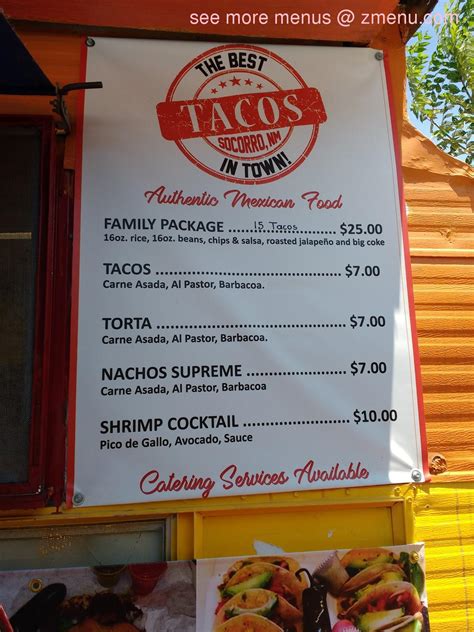 see more menus @ zmenu.com
THE BEST
TACOS
SOCORRO, NM
IN TOWN!
Authentic Mexican Food
FAMILY PACKAGE ...15 Tacos... $25.00
16oz. rice, 16oz. beans, chips & salsa, roasted jalapeño and big coke
TACOS ........................................ $7.00
Carne Asada, Al Pastor, Barbacoa.
TORTA ........................................ $7.00
Carne Asada, Al Pastor, Barbacoa.
NACHOS SUPREME ..................... $7.00
Carne Asada, Al Pastor, Barbacoa
SHRIMP COCKTAIL ...................... $10.00
Pico de Gallo, Avocado, Sauce
Catering Services Available